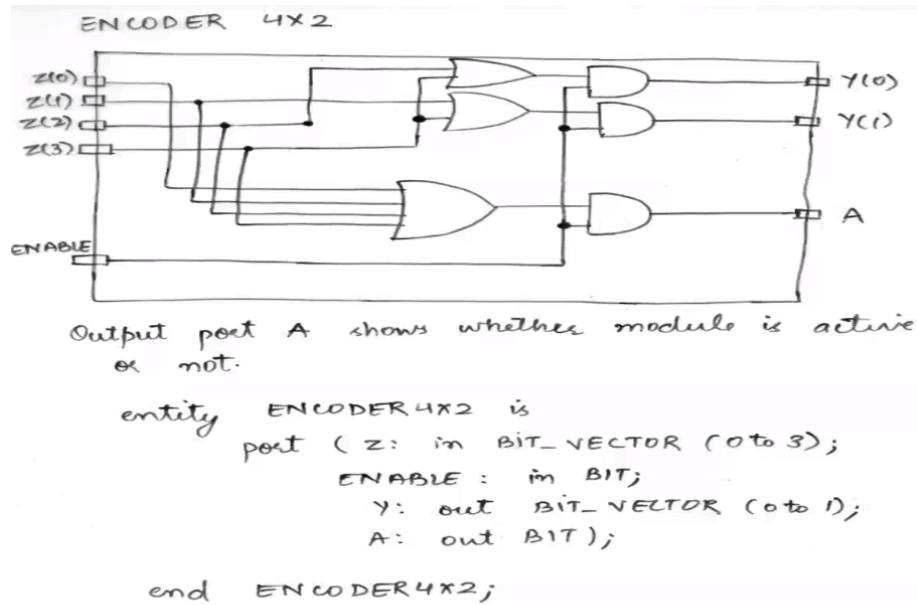 ENCODER 4X2
Z(0)
Z(1)
Z(2)
Z(3)
ENABLE
Y(0)
Y(1)
A
Output port A shows whether module is active
or not.
entity ENCODER4X2 is
port ( Z: in BIT_VECTOR (0 to 3);
ENABLE : in BIT;
Y: out BIT_VECTOR (0 to 1);
A: out BIT);
end ENCODER4X2;